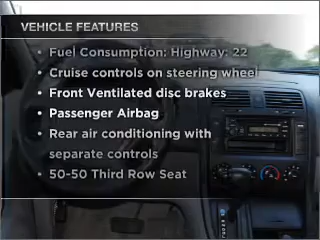 VEHICLE FEATURES
• Fuel Consumption: Highway: 22
• Cruise controls on steering wheel
• Front Ventilated disc brakes
• Passenger Airbag
• Rear air conditioning with
separate controls
• 50-50 Third Row Seat